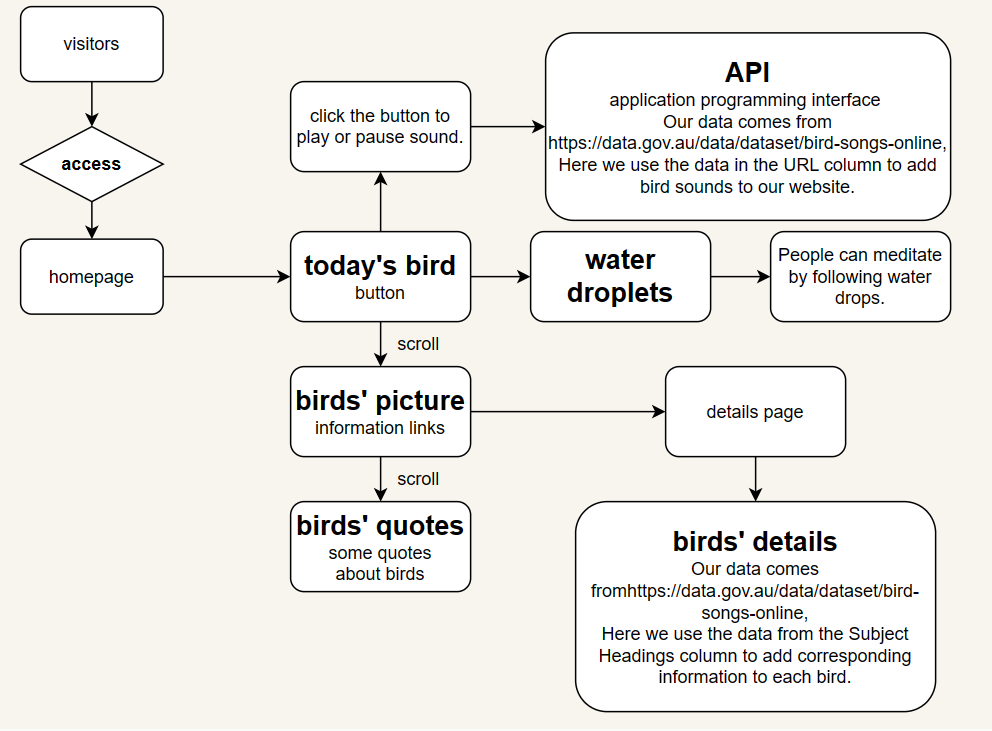 visitors
access
homepage
click the button to
play or pause sound.
API
application programming interface
Our data comes from
https://data.gov.au/data/dataset/bird-songs-online,
Here we use the data in the URL column to add
bird sounds to our website.
today's bird
button
water
droplets
People can meditate
by following water
drops.
scroll
birds' picture
information links
details page
scroll
birds' quotes
some quotes
about birds
birds' details
Our data comes
fromhttps://data.gov.au/data/dataset/bird-
songs-online,
Here we use the data from the Subject
Headings column to add corresponding
information to each bird.